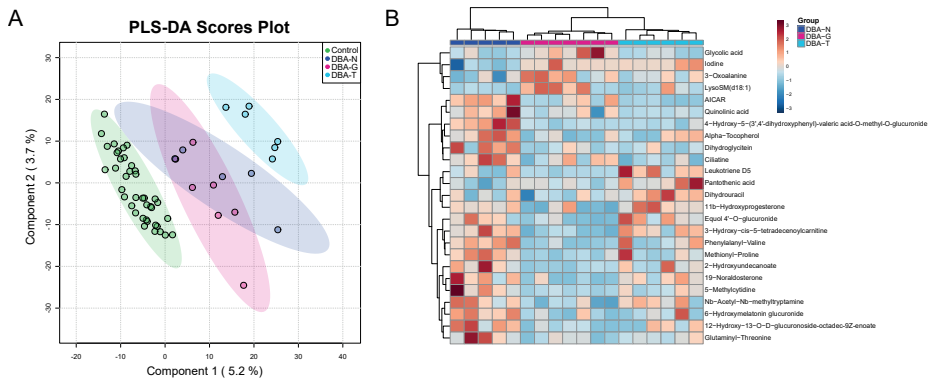 A
PLS-DA Scores Plot
Control
DBA-N
DBA-G
DBA-T
Component 2 ( 3.7 %)
30
20
10
0
-10
-20
-30
-20
-10
0
10
20
30
40
Component 1 ( 5.2 %)
B
Group
DBA-N
DBA-G
DBA-T
3
2
1
0
-1
-2
-3
Glycolic acid
Iodine
3-Oxoalanine
LysoSM(d18:1)
AICAR
Quinolinic acid
4-Hydroxy-5-(3',4'-dihydroxyphenyl)-valeric acid-O-methyl-O-glucuronide
Alpha-Tocopherol
Dihydroglycitein
Ciliatine
Leukotriene D5
Pantothenic acid
Dihydrouracil
11b-Hydroxyprogesterone
Equol 4'-O-glucuronide
3-Hydroxy-cis-5-tetradecenoylcarnitine
Phenylalanyl-Valine
Methionyl-Proline
2-Hydroxyundecanoate
19-Noraldosterone
5-Methylcytidine
Nb-Acetyl-Nb-methyltryptamine
6-Hydroxymelatonin glucuronide
12-Hydroxy-13-O-D-glucuronoside-octadec-9Z-enoate
Glutaminyl-Threonine